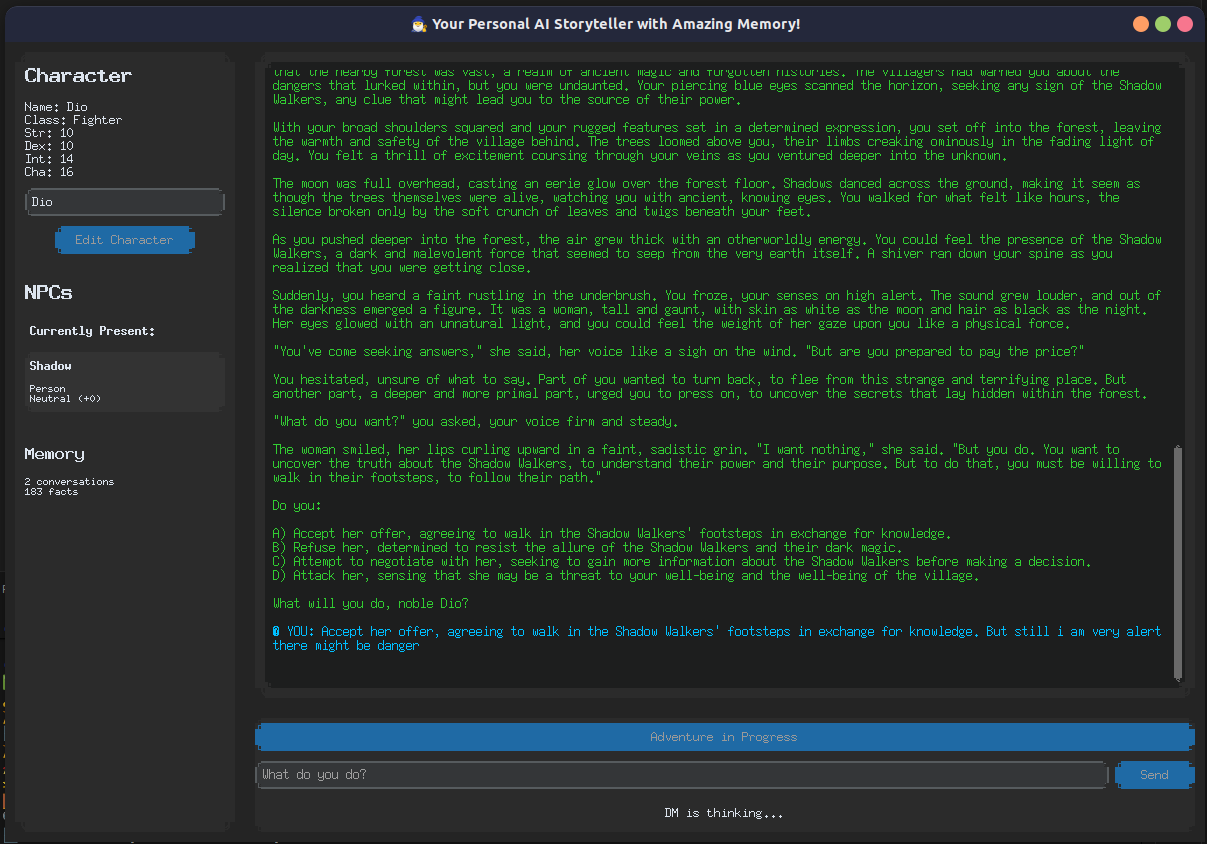 🧙‍♂️ Your Personal AI Storyteller with Amazing Memory!
Character
Name: Dio
Class: Fighter
Str: 10
Dex: 10
Int: 14
Cha: 16
Dio
Edit Character
NPCs
Currently Present:
Shadow
Person
Neutral (+0)
Memory
2 conversations
183 facts
that the nearby forest was vast, a realm of ancient magic and forgotten histories. The villagers had warned you about the
dangers that lurked within, but you were undaunted. Your piercing blue eyes scanned the horizon, seeking any sign of the Shadow
Walkers, any clue that might lead you to the source of their power.
With your broad shoulders squared and your rugged features set in a determined expression, you set off into the forest, leaving
the warmth and safety of the village behind. The trees loomed above you, their limbs creaking ominously in the fading light of
day. You felt a thrill of excitement coursing through your veins as you ventured deeper into the unknown.
The moon was full overhead, casting an eerie glow over the forest floor. Shadows danced across the ground, making it seem as
though the trees themselves were alive, watching you with ancient, knowing eyes. You walked for what felt like hours, the
silence broken only by the soft crunch of leaves and twigs beneath your feet.
As you pushed deeper into the forest, the air grew thick with an otherworldly energy. You could feel the presence of the Shadow
Walkers, a dark and malevolent force that seemed to seep from the very earth itself. A shiver ran down your spine as you
realized that you were getting close.
Suddenly, you heard a faint rustling in the underbrush. You froze, your senses on high alert. The sound grew louder, and out of
the darkness emerged a figure. It was a woman, tall and gaunt, with skin as white as the moon and hair as black as the night.
Her eyes glowed with an unnatural light, and you could feel the weight of her gaze upon you like a physical force.
"You've come seeking answers," she said, her voice like a sigh on the wind. "But are you prepared to pay the price?"
You hesitated, unsure of what to say. Part of you wanted to turn back, to flee from this strange and terrifying place. But
another part, a deeper and more primal part, urged you to press on, to uncover the secrets that lay hidden within the forest.
"What do you want?" you asked, your voice firm and steady.
The woman smiled, her lips curling upward in a faint, sadistic grin. "I want nothing," she said. "But you do. You want to
uncover the truth about the Shadow Walkers, to understand their power and their purpose. But to do that, you must be willing to
walk in their footsteps, to follow their path."
Do you:
A) Accept her offer, agreeing to walk in the Shadow Walkers' footsteps in exchange for knowledge.
B) Refuse her, determined to resist the allure of the Shadow Walkers and their dark magic.
C) Attempt to negotiate with her, seeking to gain more information about the Shadow Walkers before making a decision.
D) Attack her, sensing that she may be a threat to your well-being and the well-being of the village.
What will you do, noble Dio?
YOU: Accept her offer, agreeing to walk in the Shadow Walkers' footsteps in exchange for knowledge. But still i am very alert
there might be danger
Adventure in Progress
What do you do?
Send
DM is thinking...